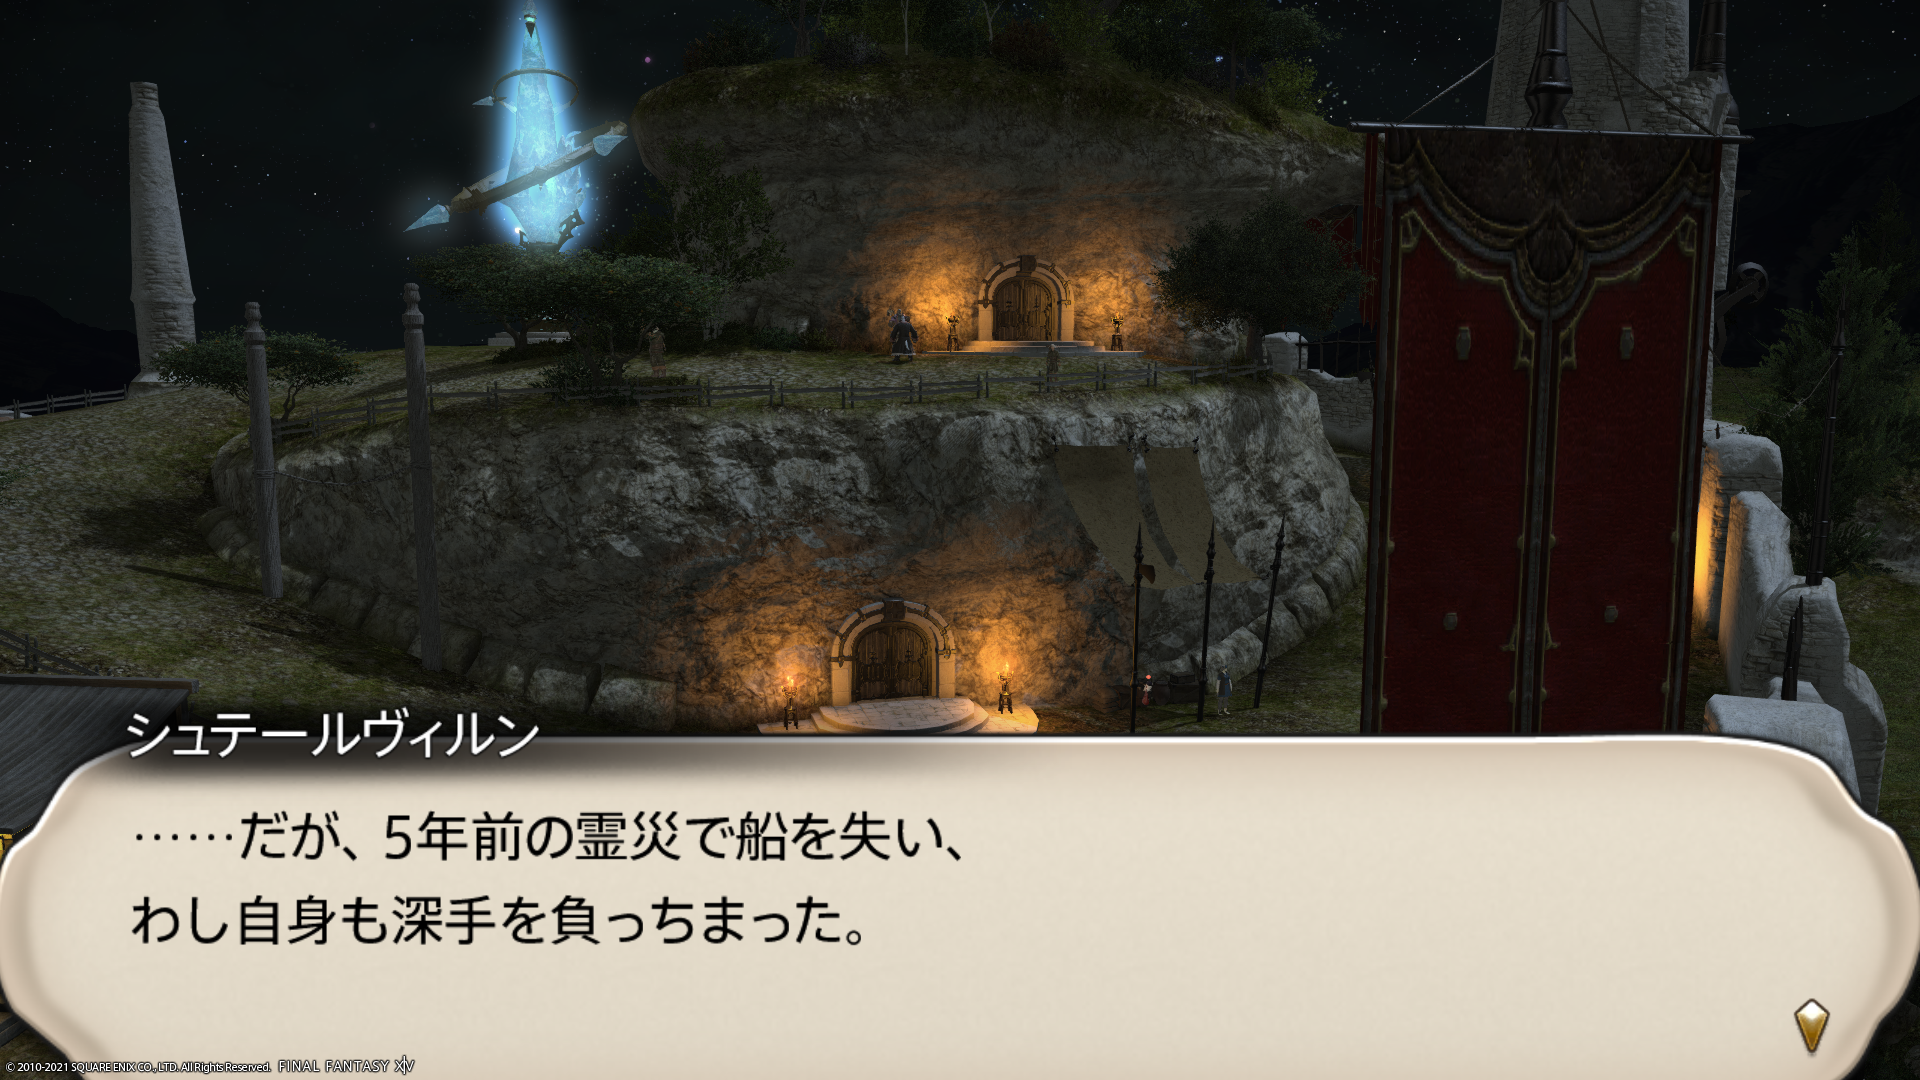 シュテールヴィルン
……だが、5年前の霊災で船を失い、
わし自身も深手を負っちまった。
© 2010-2021 SQUARE ENIX CO., LTD. All Rights Reserved. FINAL FANTASY XIV